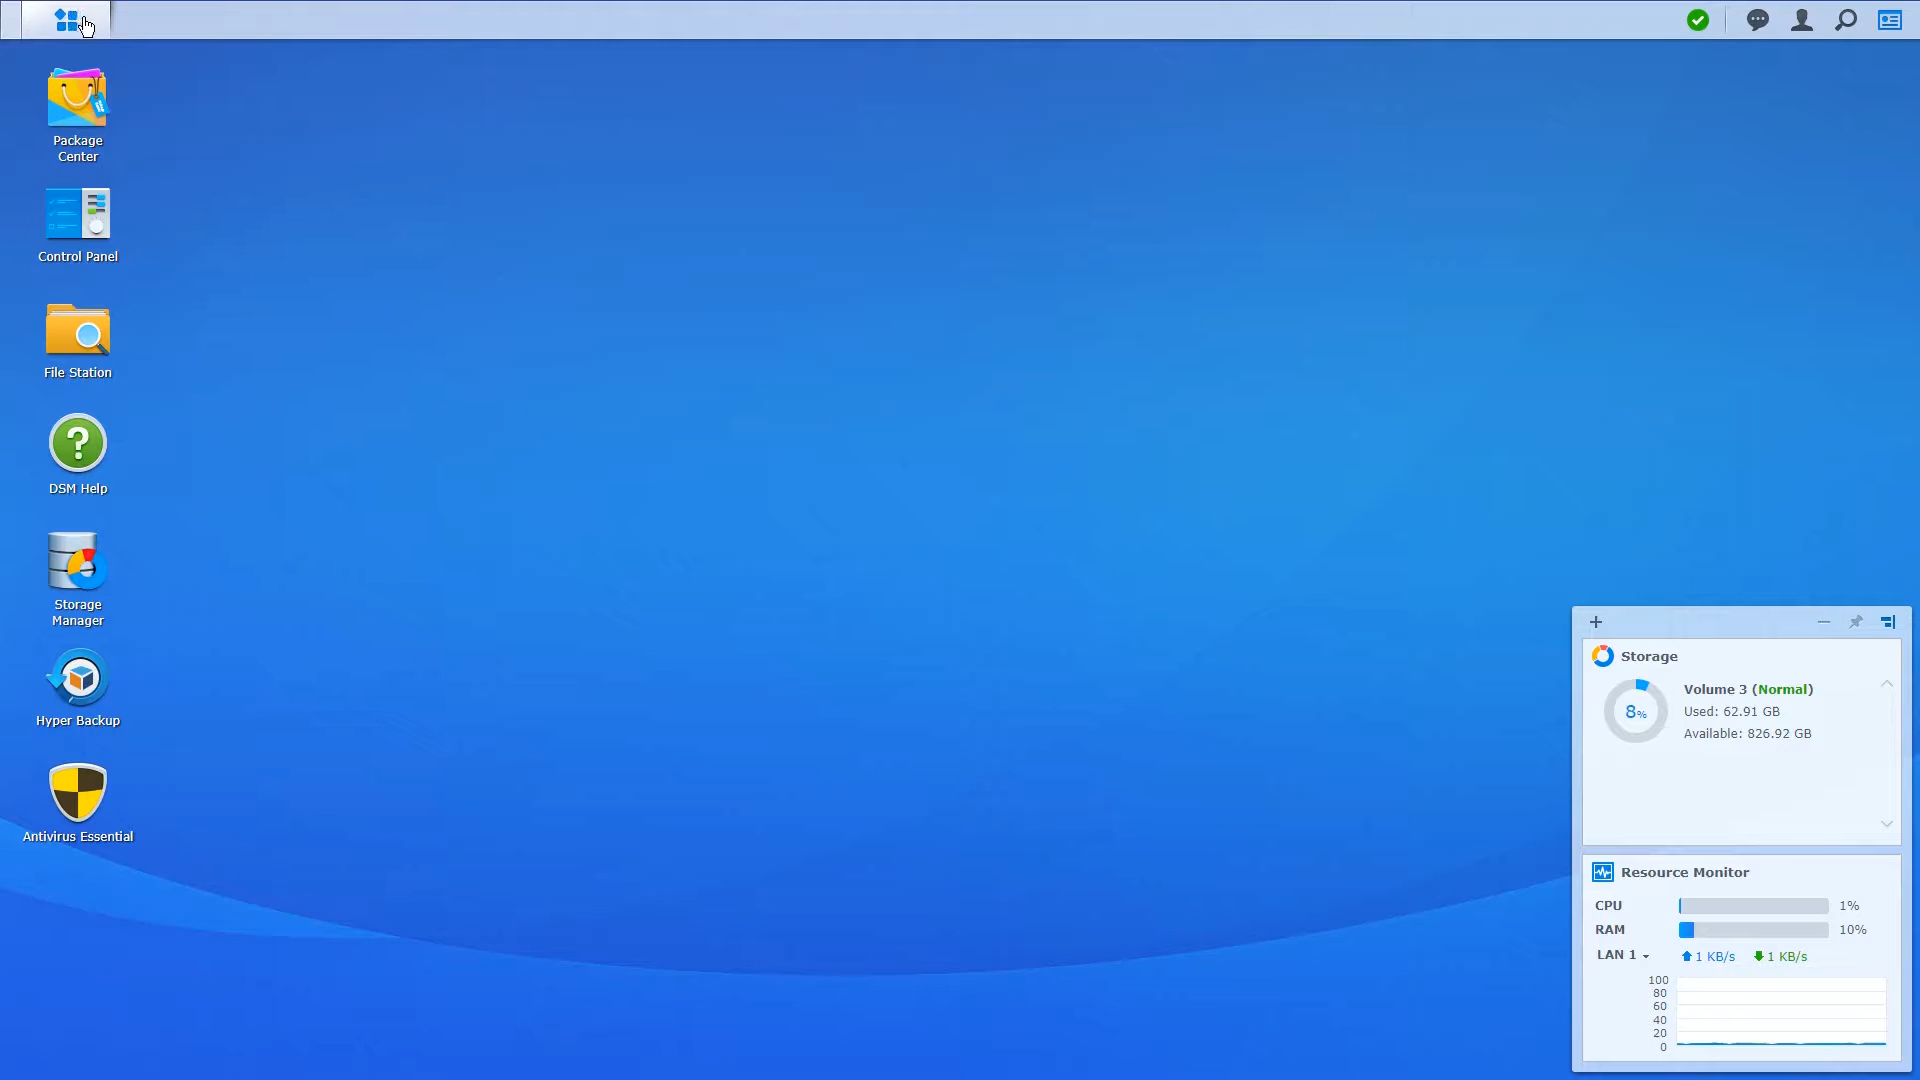 Package
Center
Control Panel
File Station
DSM Help
Storage
Manager
Hyper Backup
Antivirus Essential
Storage
8%
Volume 3 (Normal)
Used: 62.91 GB
Available: 826.92 GB
Resource Monitor
CPU 1%
RAM 10%
LAN 1 1 KB/s 1 KB/s
100
80
60
40
20
0